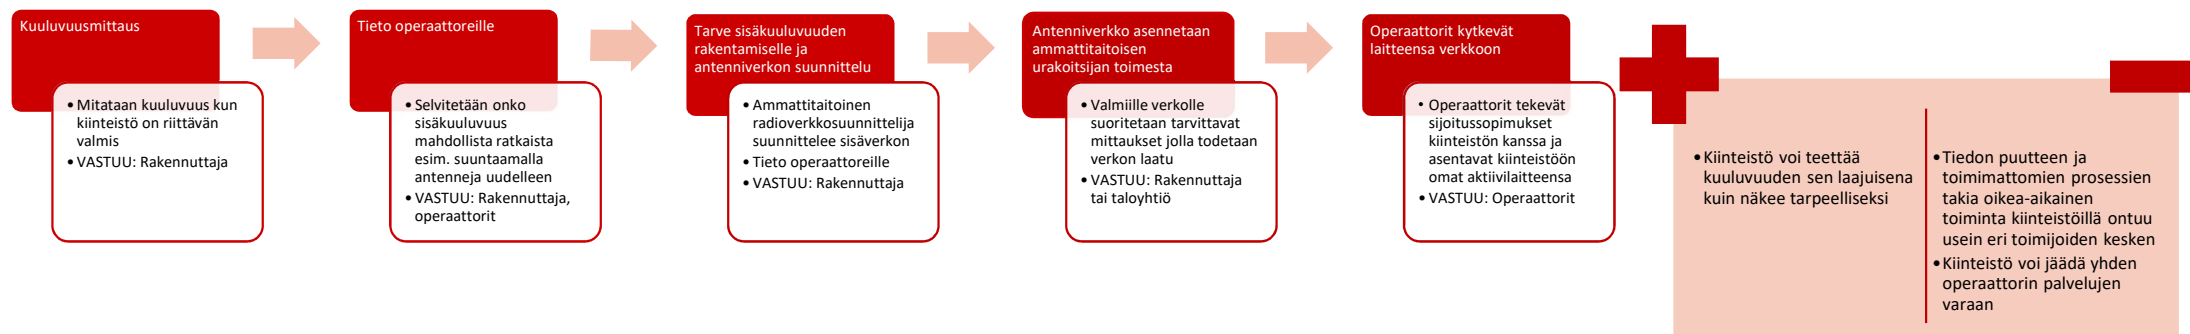 Kuuluvuusmittaus
• Mitataan kuuluvuus kun
kiinteistö on riittävän
valmis
• VASTUU: Rakennuttaja
Tieto operaattoreille
• Selvitetään onko
sisäkuuluvuus
mahdollista ratkaista
esim. suuntaamalla
antenneja uudelleen
• VASTUU: Rakennuttaja,
operaattorit
Tarve sisäkuuluvuuden
rakentamiselle ja
antenniverkon suunnittelu
• Ammattitaitoinen
radioverkkosuunnittelija
suunnittelee sisäverkon
• Tieto operaattoreille
• VASTUU: Rakennuttaja
Antenniverkko asennetaan
ammattitaitoisen
urakoitsijan toimesta
• Valmiille verkolle
suoritetaan tarvittavat
mittaukset jolla todetaan
verkon laatu
• VASTUU: Rakennuttaja
tai taloyhtiö
Operaattorit kytkevät
laitteensa verkkoon
• Operaattorit tekevät
sijoitussopimukset
kiinteistön kanssa ja
asentavat kiinteistöön
omat aktiivilaitteensa
• VASTUU: Operaattorit
• Kiinteistö voi teettää
kuuluvuuden sen laajuisena
kuin näkee tarpeelliseksi
• Tiedon puutteen ja
toimimattomien prosessien
takia oikea-aikainen
toiminta kiinteistöillä ontuu
usein eri toimijoiden kesken
• Kiinteistö voi jäädä yhden
operaattorin palvelujen
varaan